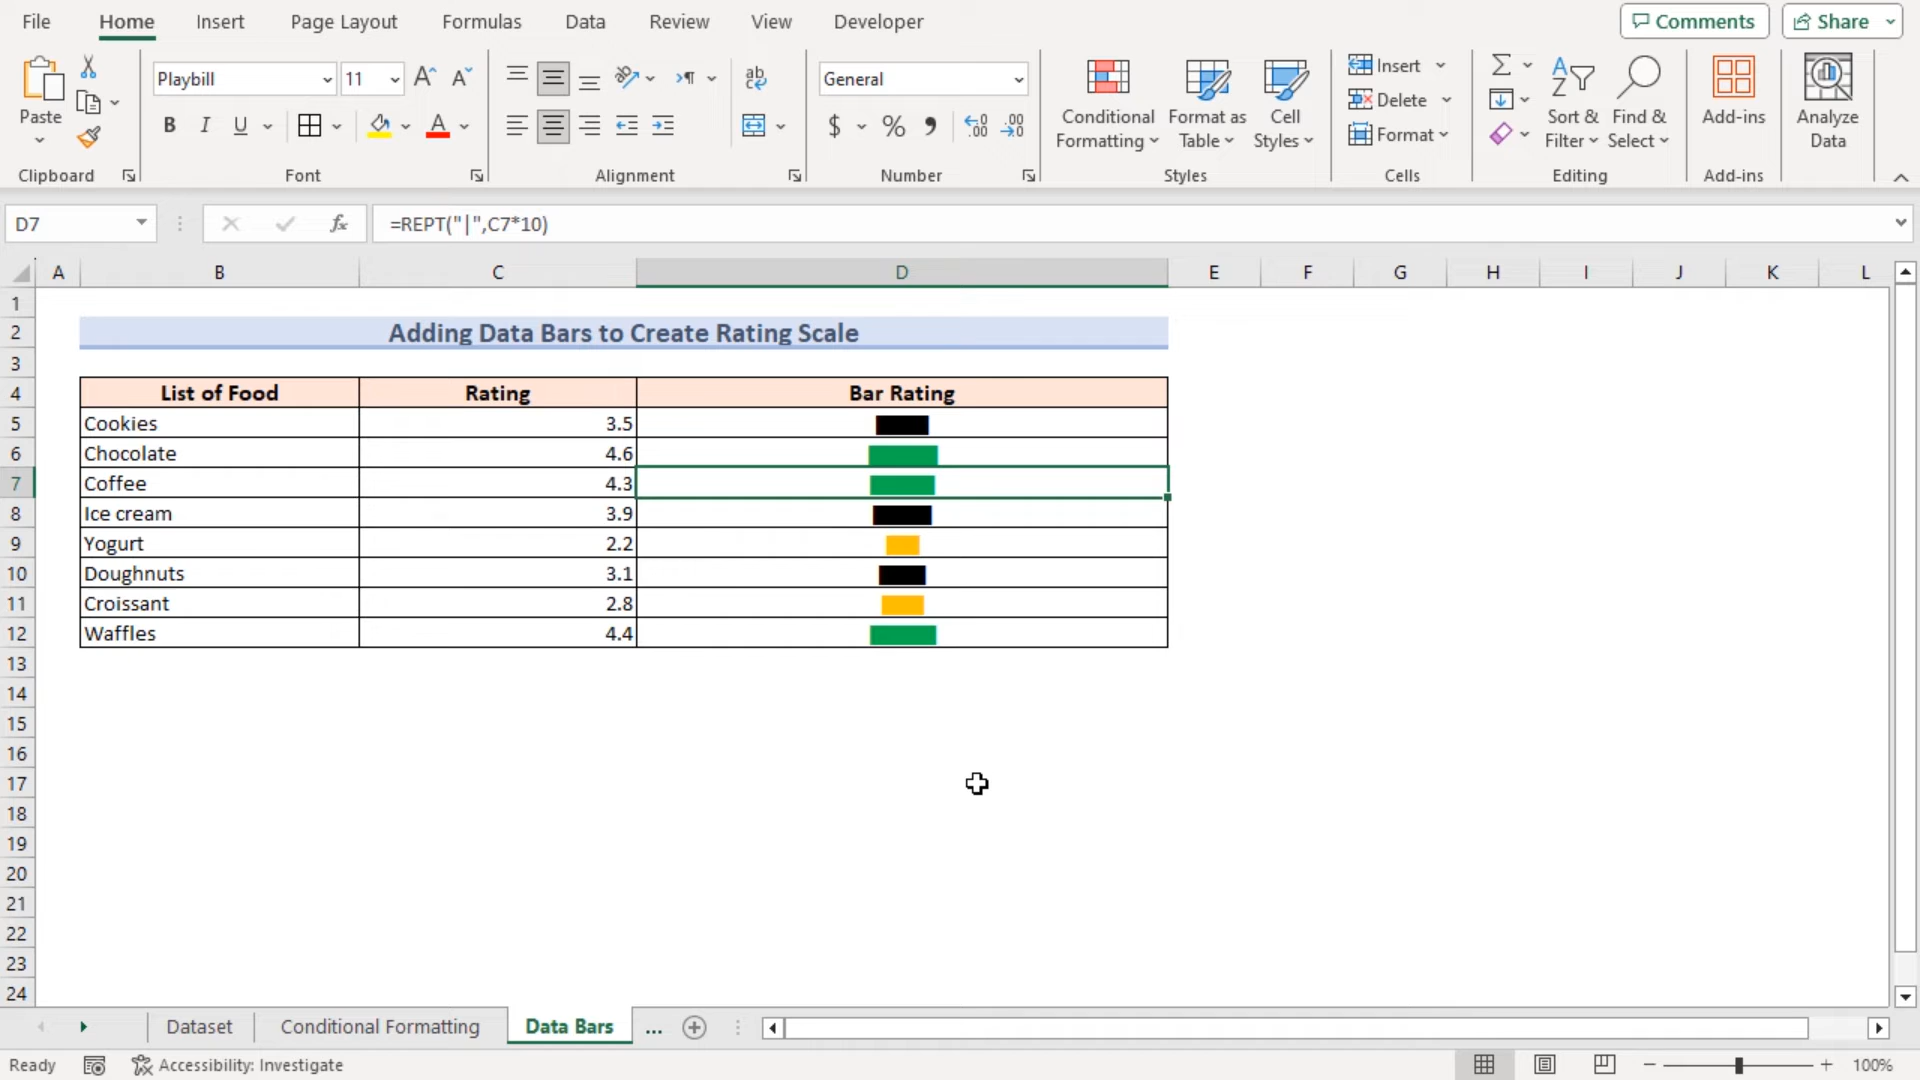 File Home Insert Page Layout Formulas Data Review View Developer Comments Share
Playbill 11 General
Paste
Conditional Formatting
Format as Table
Cell Styles
Insert
Delete
Format
Sort & Filter
Find & Select
Add-ins
Analyze Data
Clipboard Font Alignment Number Styles Cells Editing Add-ins
D7 fx =REPT("|",C7*10)
A B C D E F G H I J K L
1
2 Adding Data Bars to Create Rating Scale
3
4 List of Food Rating Bar Rating
5 Cookies 3.5
6 Chocolate 4.6
7 Coffee 4.3
8 Ice cream 3.9
9 Yogurt 2.2
10 Doughnuts 3.1
11 Croissant 2.8
12 Waffles 4.4
13
14
15
16
17
18
19
20
21
22
23
24
Dataset Conditional Formatting Data Bars ...
Ready Accessibility: Investigate 100%